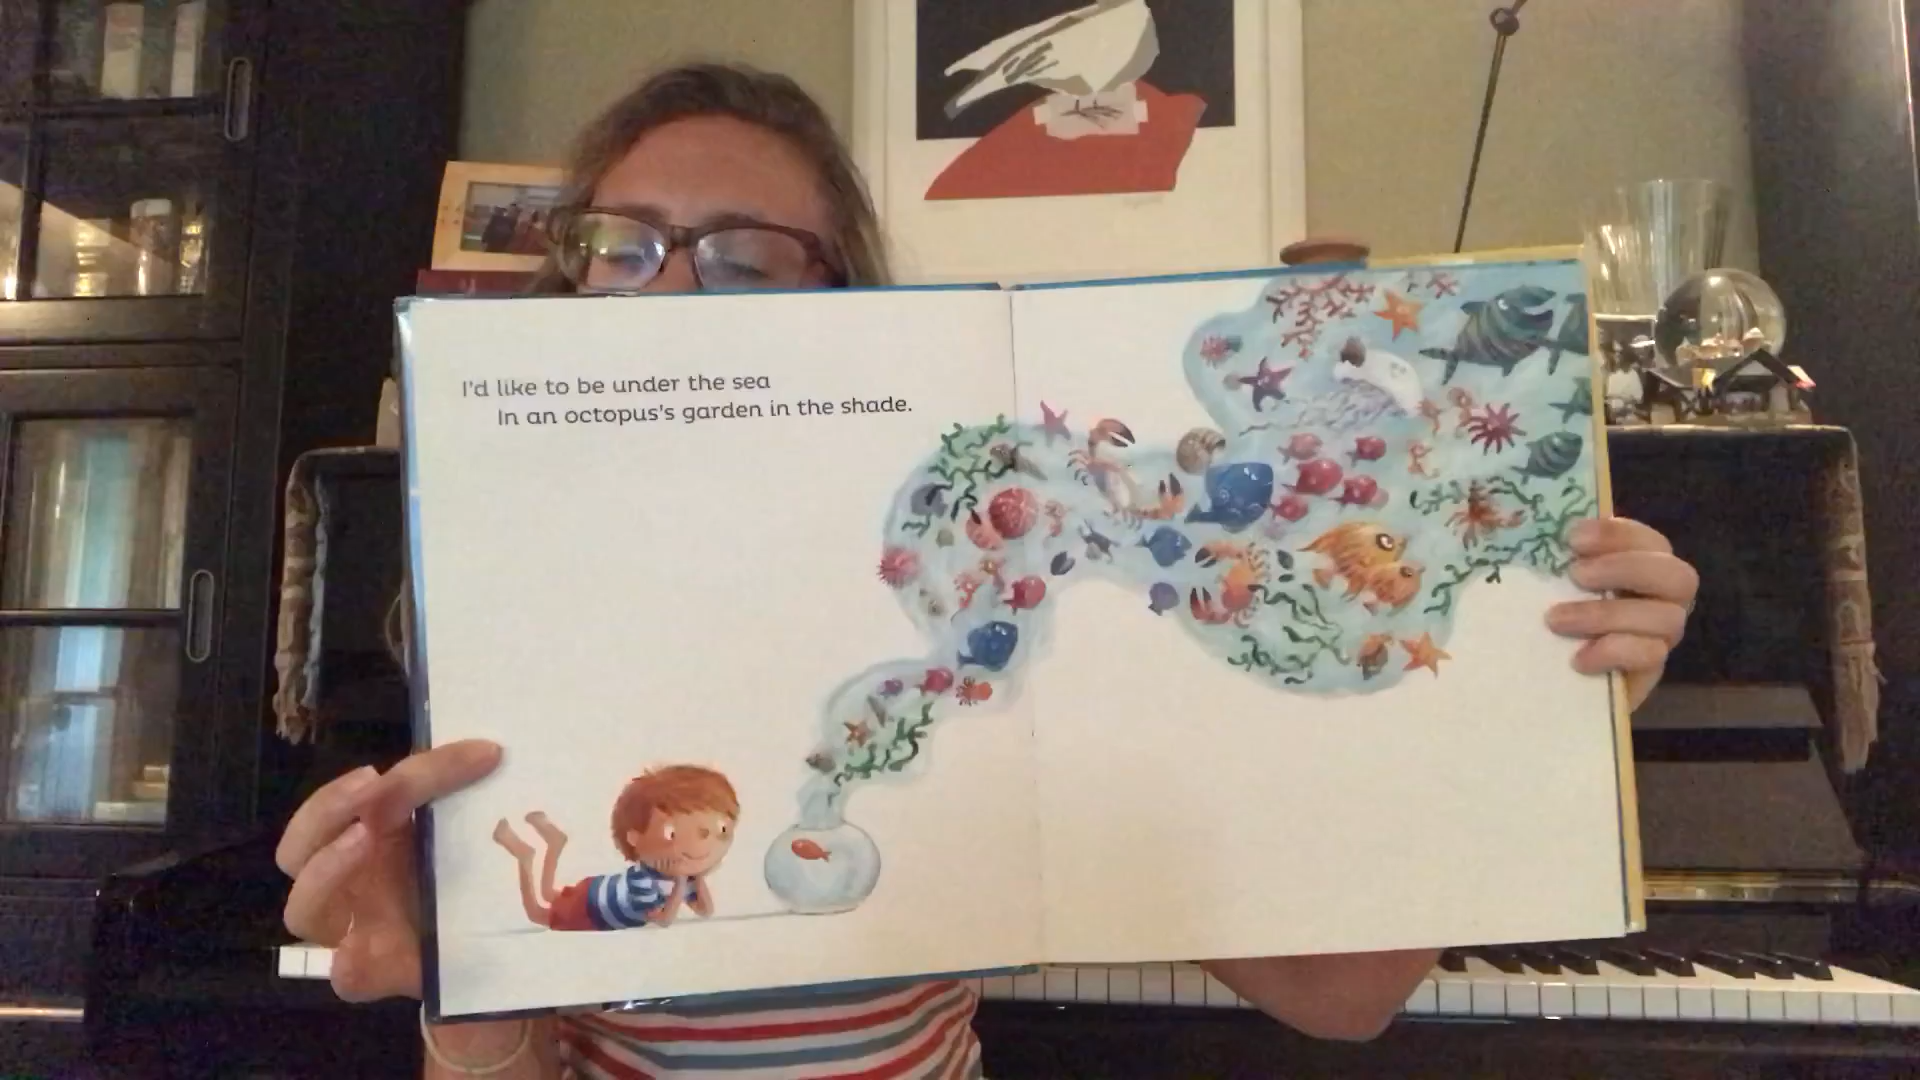 I'd like to be under the sea
In an octopus's garden in the shade.